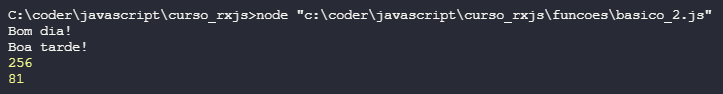 C:\coder\javascript\curso_rxjs>node "c:\coder\javascript\curso_rxjs\funcoes\basico_2.js"
Bom dia!
Boa tarde!
256
81